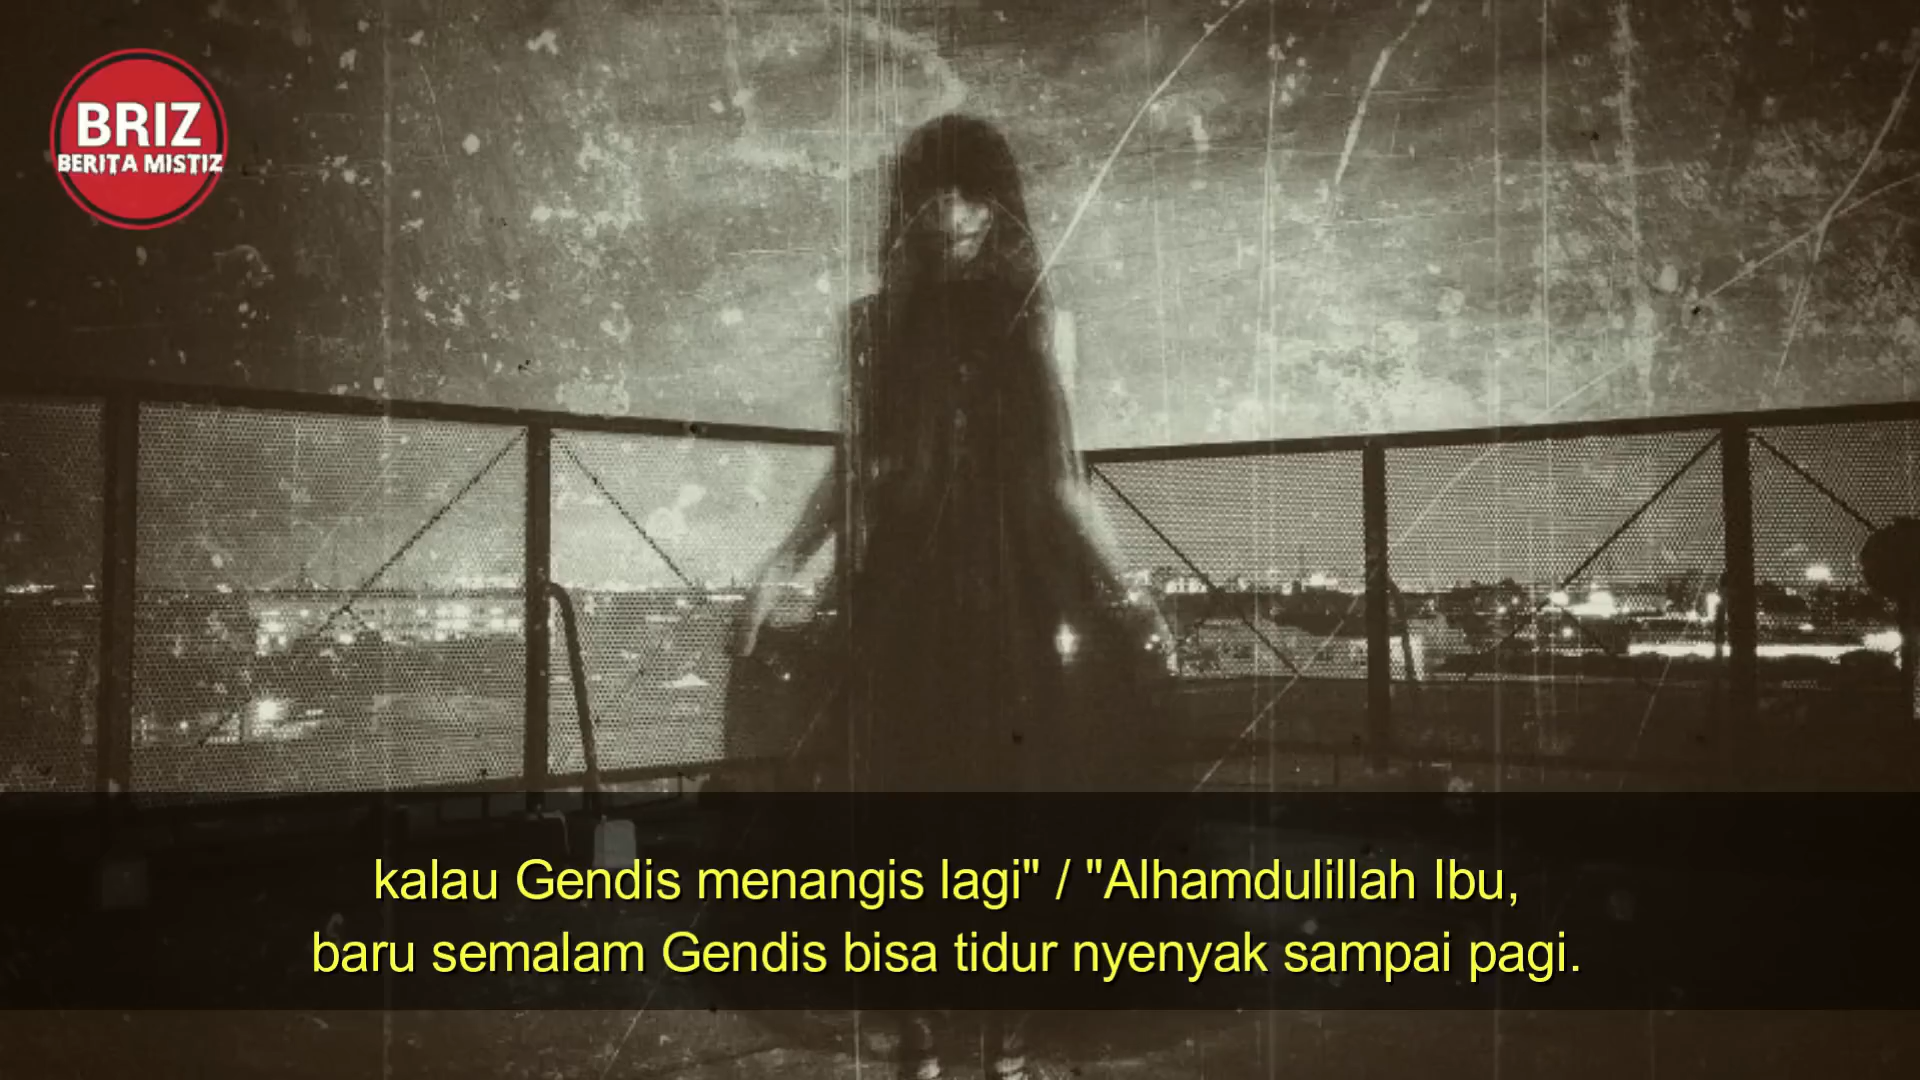 BRIZ
BERITA MISTIZ
kalau Gendis menangis lagi" / "Alhamdulillah Ibu,
baru semalam Gendis bisa tidur nyenyak sampai pagi.